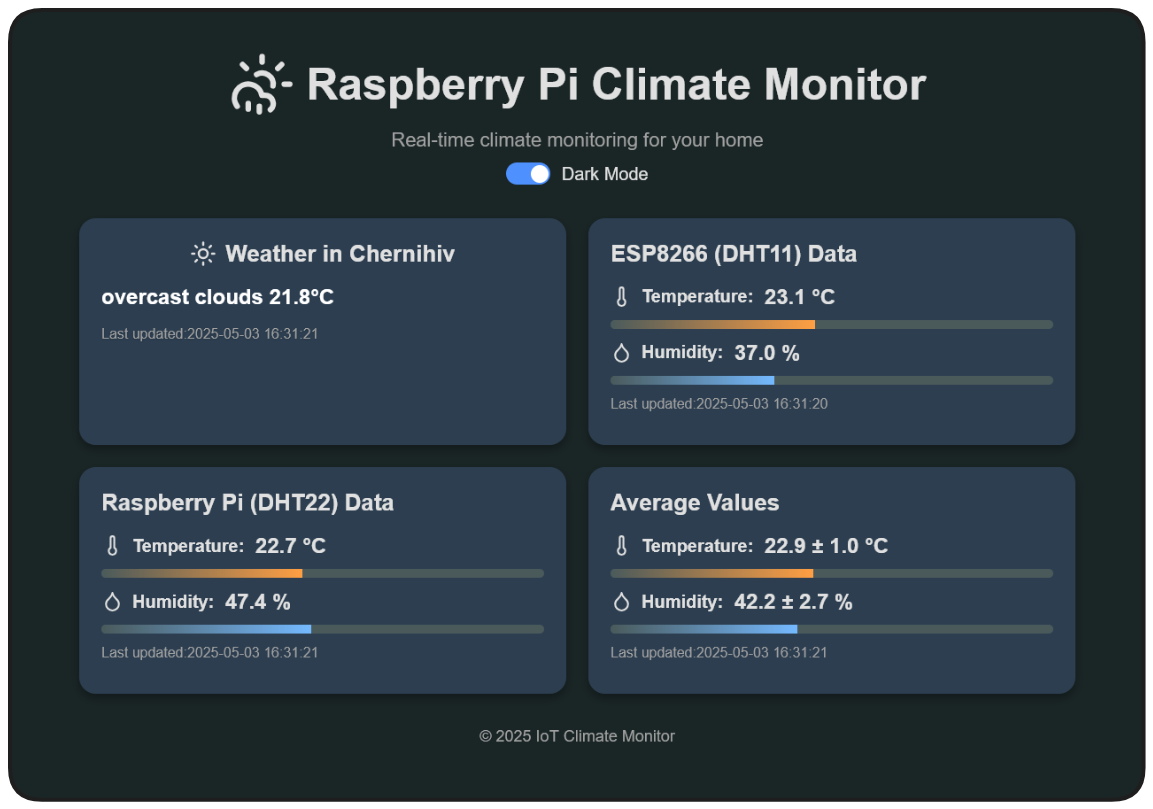 Raspberry Pi Climate Monitor
Real-time climate monitoring for your home
Dark Mode
Weather in Chernihiv
overcast clouds 21.8°C
Last updated:2025-05-03 16:31:21
ESP8266 (DHT11) Data
Temperature: 23.1 °C
Humidity: 37.0 %
Last updated:2025-05-03 16:31:20
Raspberry Pi (DHT22) Data
Temperature: 22.7 °C
Humidity: 47.4 %
Last updated:2025-05-03 16:31:21
Average Values
Temperature: 22.9 ± 1.0 °C
Humidity: 42.2 ± 2.7 %
Last updated:2025-05-03 16:31:21
© 2025 IoT Climate Monitor